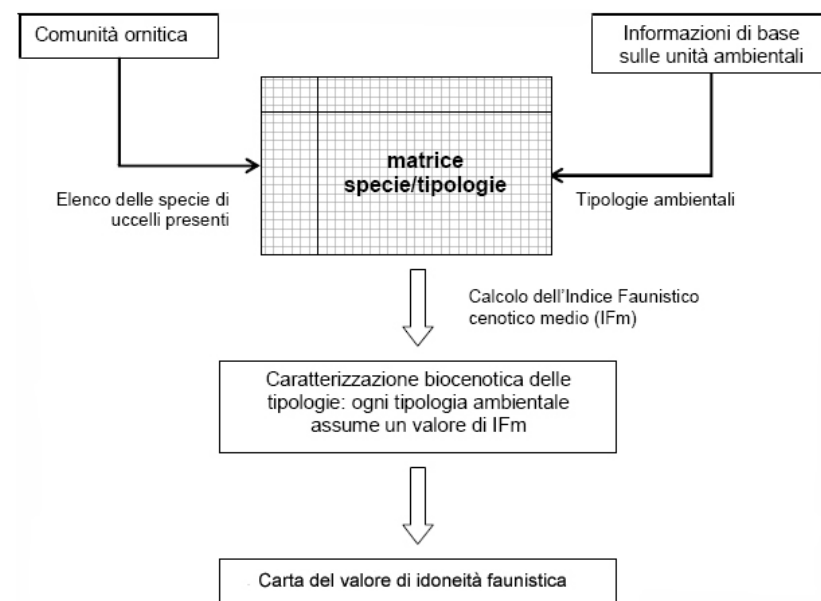 Comunità ornitica
Informazioni di base
sulle unità ambientali
matrice
specie/tipologie
Elenco delle specie di
uccelli presenti
Tipologie ambientali
Calcolo dell'Indice Faunistico
cenotico medio (IFm)
Caratterizzazione biocenotica delle
tipologie: ogni tipologia ambientale
assume un valore di IFm
Carta del valore di idoneità faunistica